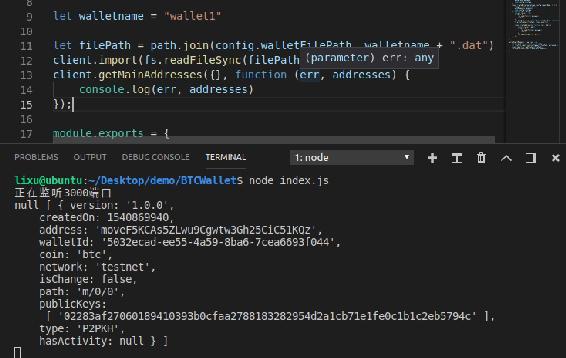 8
9 let walletname = "wallet1"
10
11 let filePath = path.join(config.walletFilePath, walletname + ".dat")
12 client.import(fs.readFileSync(filePath
(parameter) err: any
13 client.getMainAddresses({}, function (err, addresses) {
14 console.log(err, addresses)
15 });
16
17 module.exports = {
PROBLEMS OUTPUT DEBUG CONSOLE TERMINAL 1: node
lixu@ubuntu:~/Desktop/demo/BTCWallet$ node index.js
正在监听3000端口
null [ { version: '1.0.0',
createdOn: 1540869940,
address: 'moveF5KCAs5ZLwu9Cgwtw3Gh25CiC51KQz',
walletId: '5032ecad-ee55-4a59-8ba6-7cea6693f044',
coin: 'btc',
network: 'testnet',
isChange: false,
path: 'm/0/0',
publicKeys:
[ '02283af27060189410393b0cfaa2788183282954d2a1cb71e1fe0c1b1c2eb5794c' ],
type: 'P2PKH',
hasActivity: null } ]